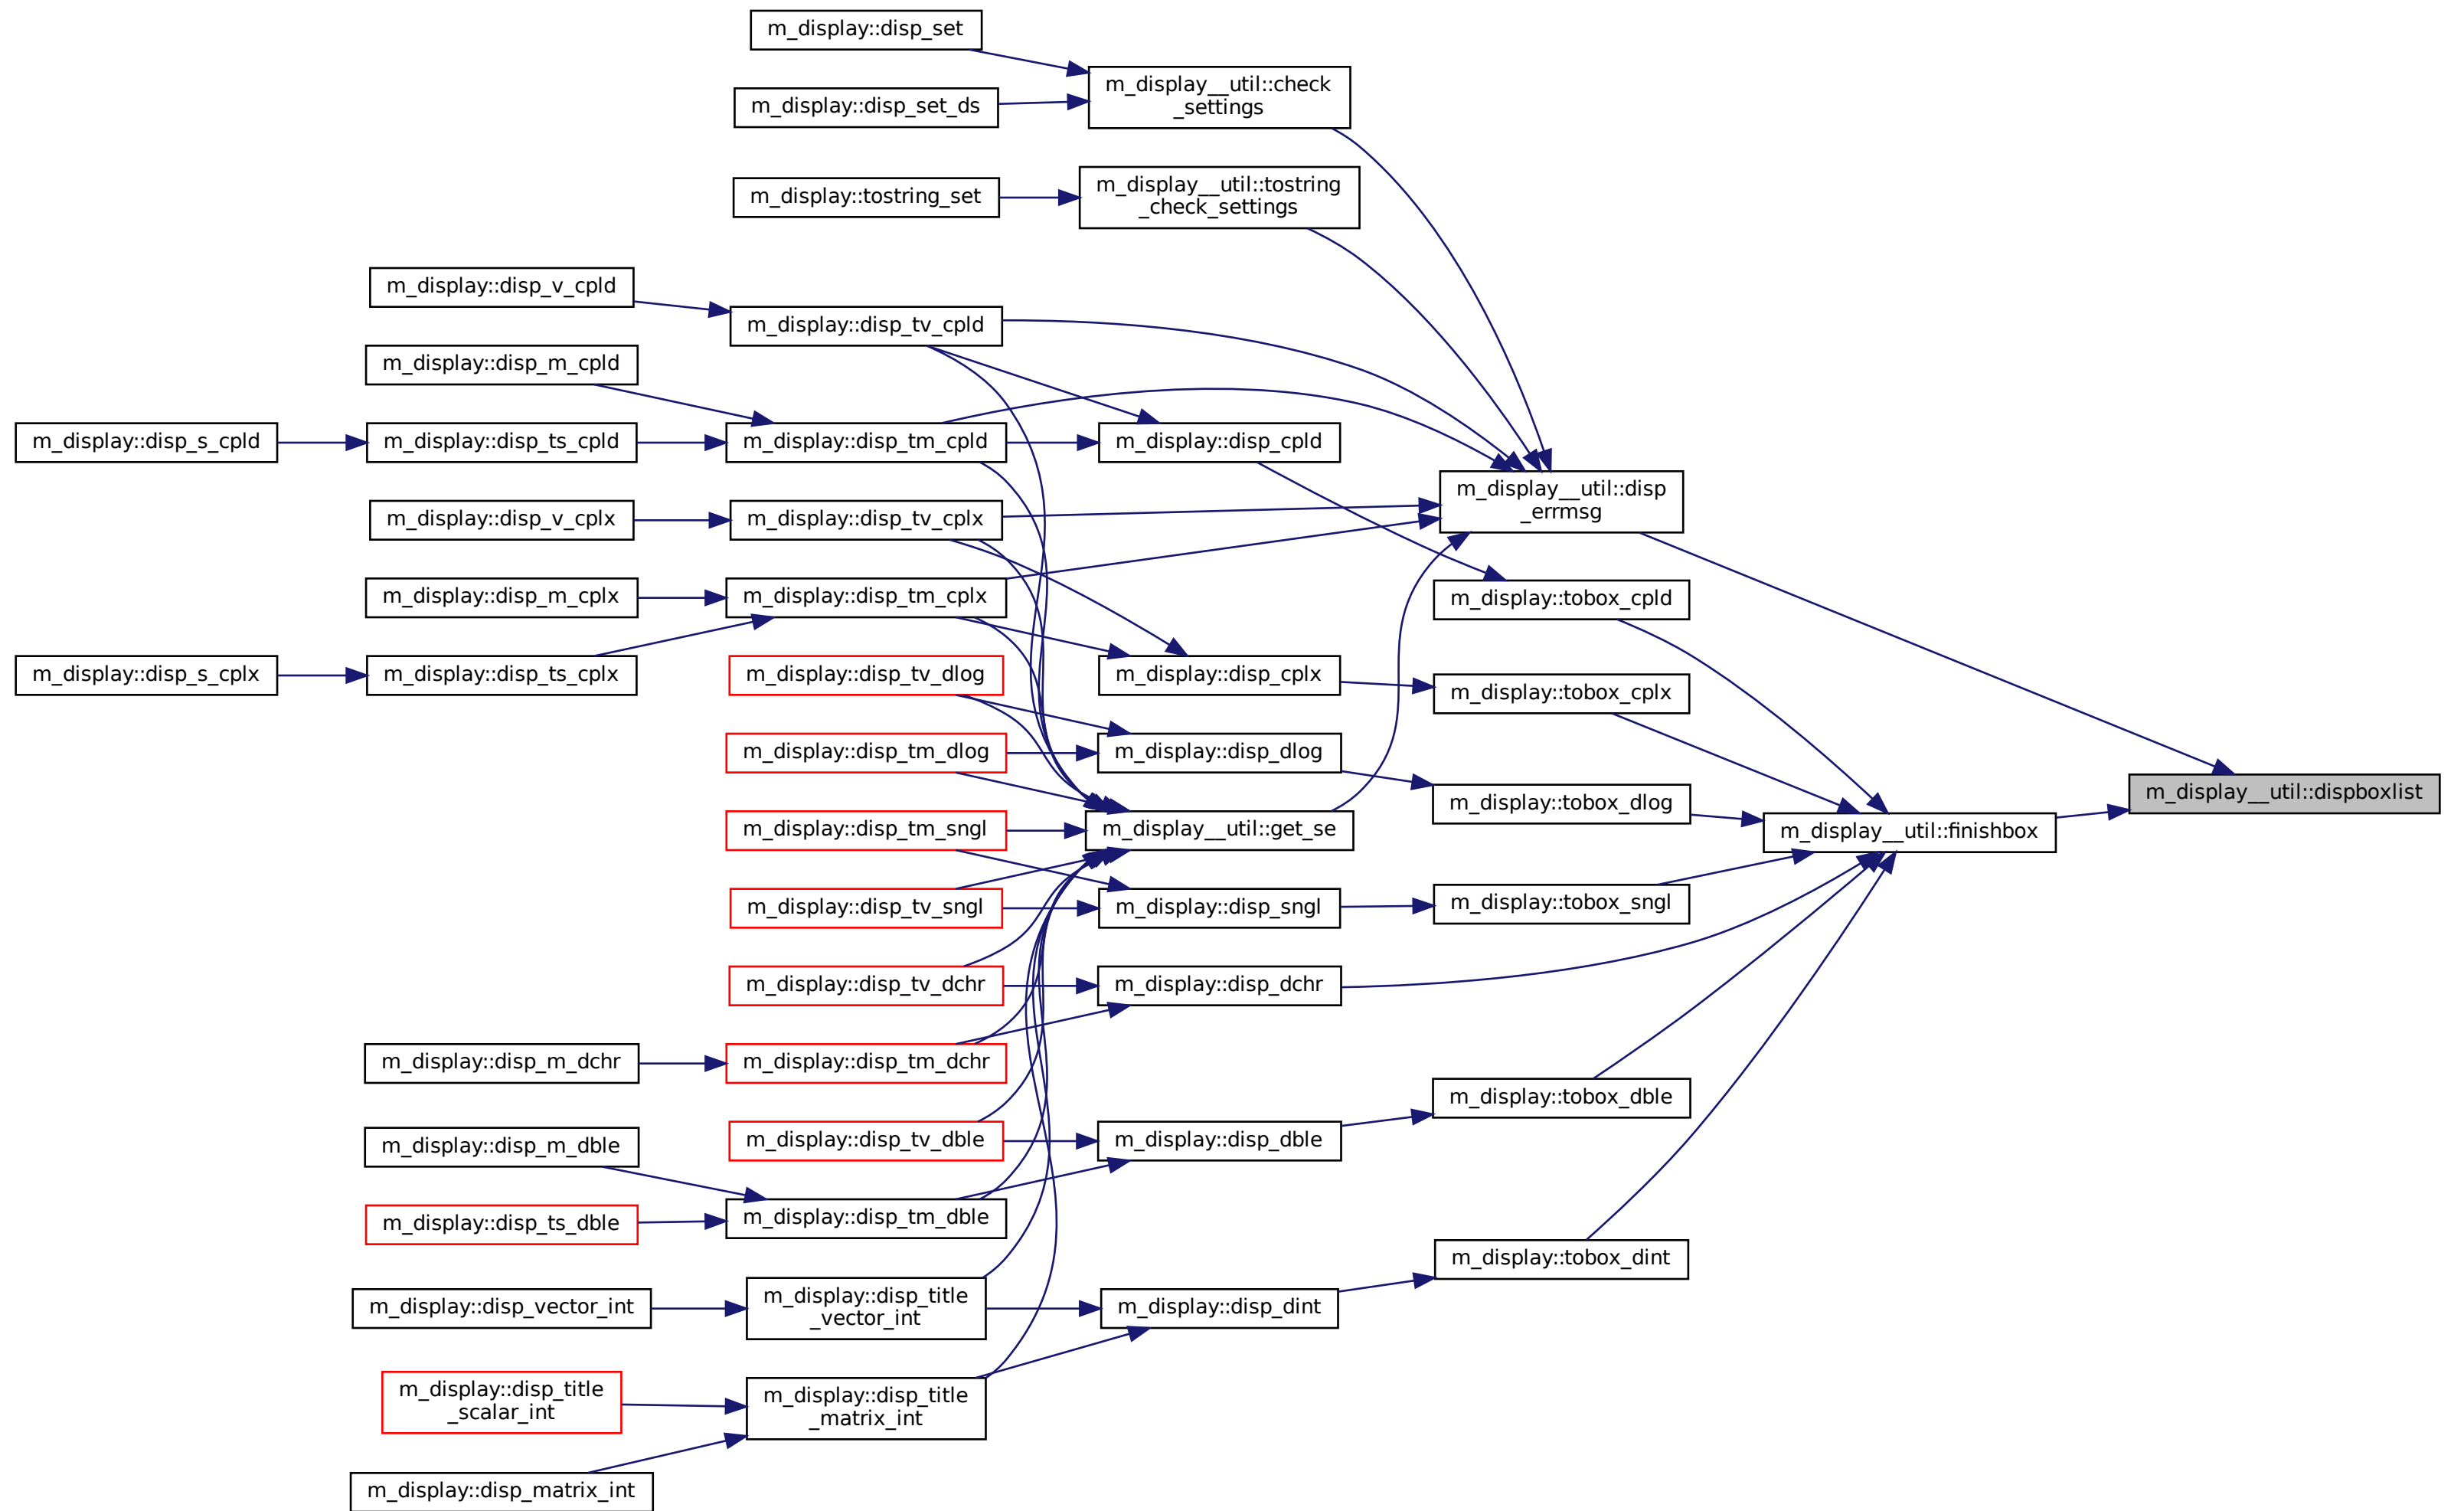 m_display::disp_set
m_display__util::check
_settings
m_display::disp_set_ds
m_display::tostring_set
m_display__util::tostring
_check_settings
m_display::disp_v_cpld
m_display::disp_tv_cpld
m_display::disp_m_cpld
m_display::disp_s_cpld
m_display::disp_ts_cpld
m_display::disp_tm_cpld
m_display::disp_cpld
m_display__util::disp
_errmsg
m_display::disp_v_cplx
m_display::disp_tv_cplx
m_display::disp_m_cplx
m_display::disp_tm_cplx
m_display::tobox_cpld
m_display::disp_s_cplx
m_display::disp_ts_cplx
m_display::disp_tv_dlog
m_display::disp_cplx
m_display::tobox_cplx
m_display::disp_tm_dlog
m_display::disp_dlog
m_display::tobox_dlog
m_display__util::dispboxlist
m_display::disp_tm_sngl
m_display__util::get_se
m_display__util::finishbox
m_display::disp_tv_sngl
m_display::disp_sngl
m_display::tobox_sngl
m_display::disp_tv_dchr
m_display::disp_dchr
m_display::disp_m_dchr
m_display::disp_tm_dchr
m_display::tobox_dble
m_display::disp_m_dble
m_display::disp_tv_dble
m_display::disp_dble
m_display::disp_ts_dble
m_display::disp_tm_dble
m_display::tobox_dint
m_display::disp_vector_int
m_display::disp_title
_vector_int
m_display::disp_dint
m_display::disp_title
_scalar_int
m_display::disp_title
_matrix_int
m_display::disp_matrix_int